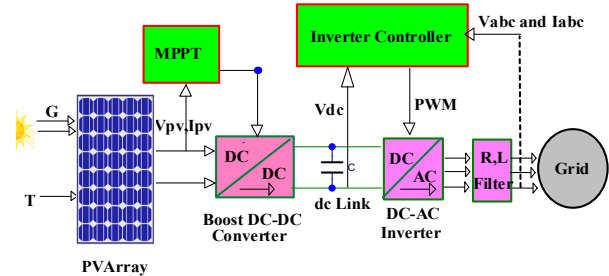 Vabc and Iabc
MPPT
Inverter Controller
G
Vpv,Ipv
Vdc
PWM
DC
DC
C
DC
AC
R,L
Filter
Grid
T
dc Link
Boost DC-DC
Converter
DC-AC
Inverter
PVArray